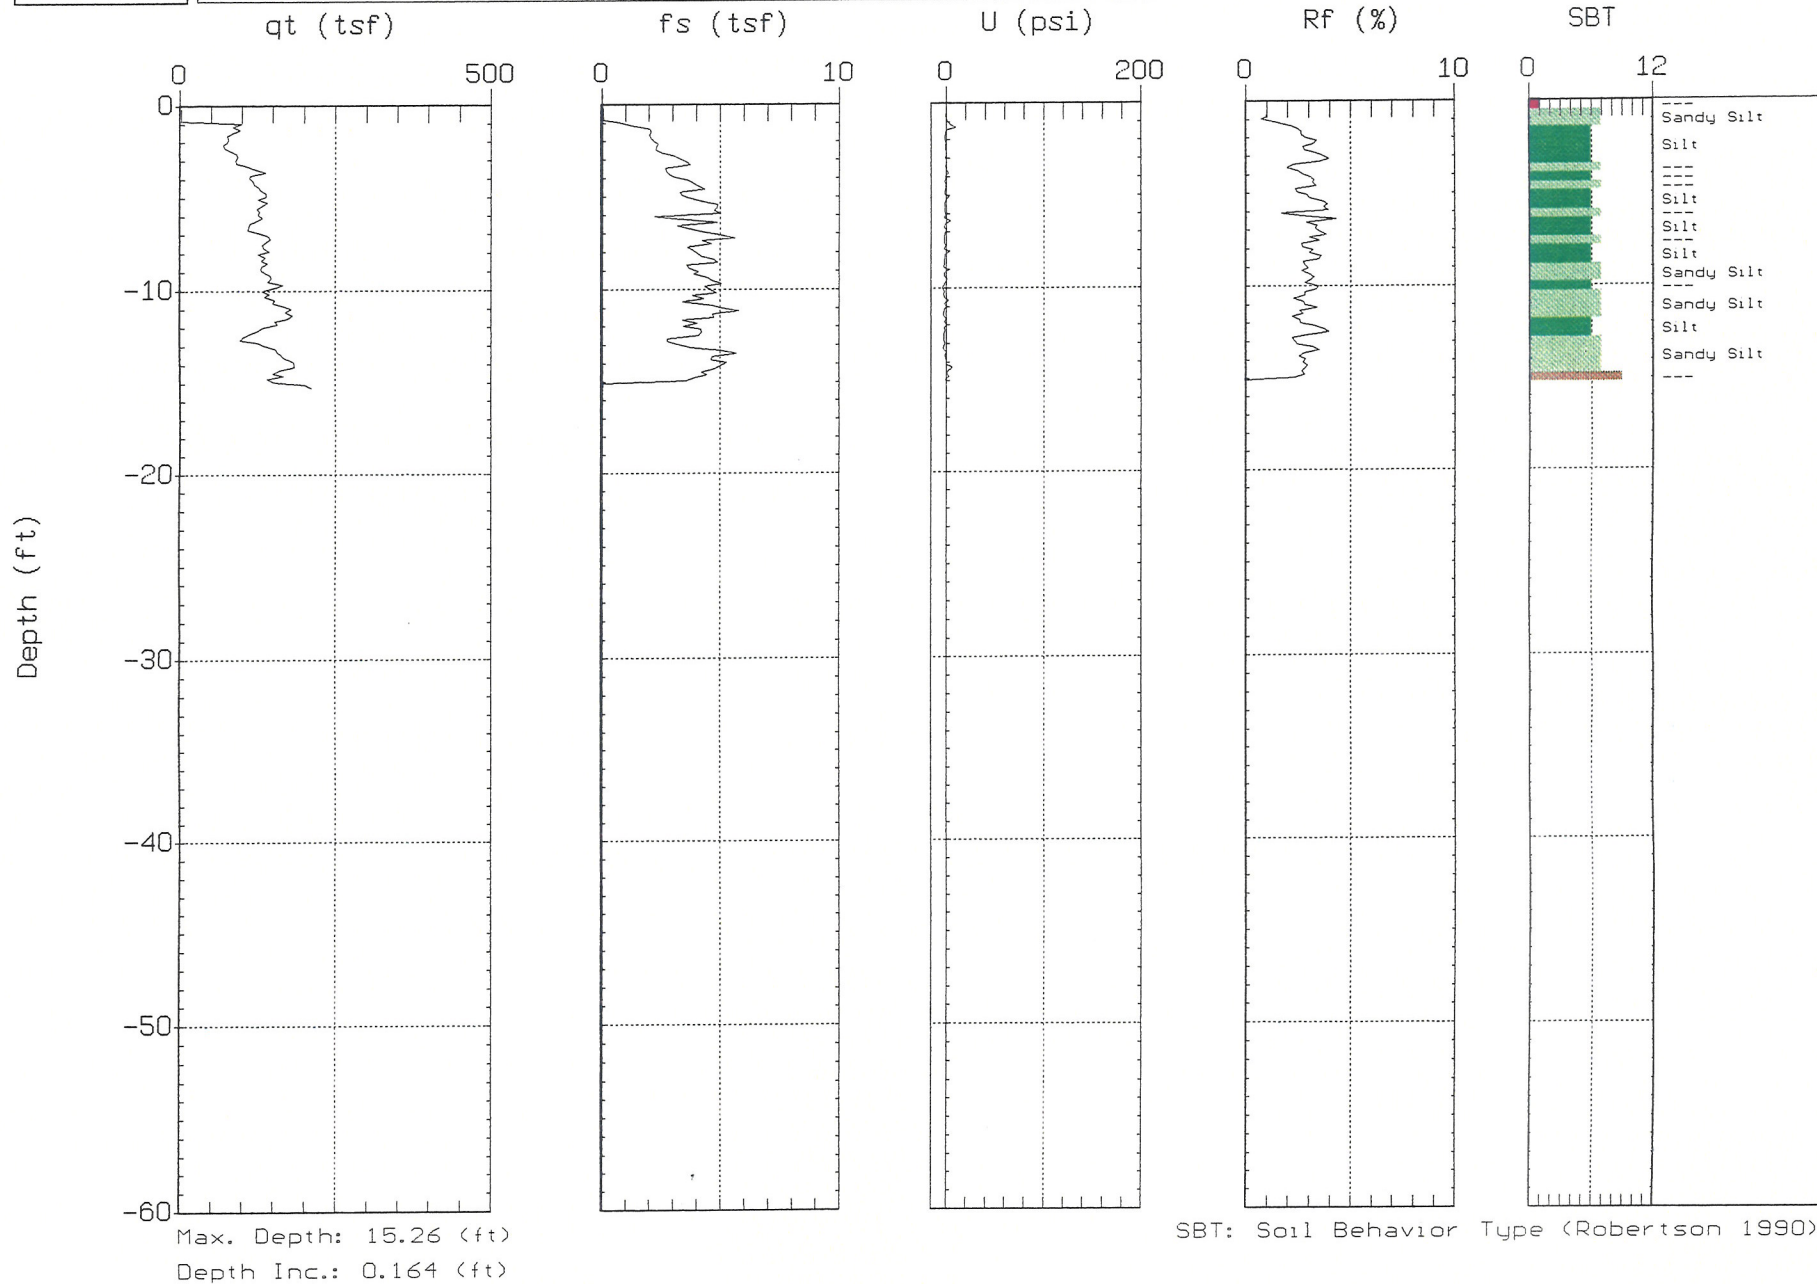 qt (tsf) fs (tsf) U (psi) Rf (%) SBT
0 500 0 10 0 200 0 10 0 12
0
---
Sandy Silt
Silt
---
---
---
Silt
---
Silt
---
Silt
Sandy Silt
-10
---
Sandy Silt
Silt
Sandy Silt
---
-20
-30
-40
-50
-60
Depth (ft)
Max. Depth: 15.26 (ft)
Depth Inc.: 0.164 (ft)
SBT: Soil Behavior Type (Robertson 1990)